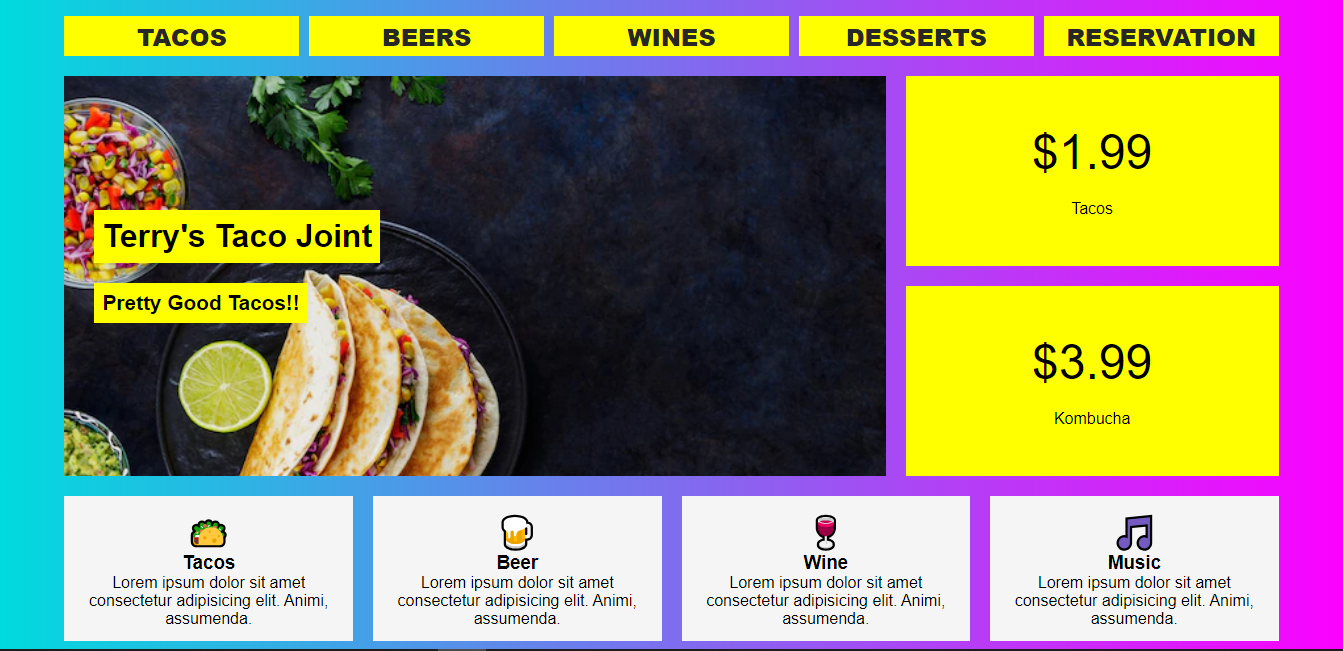 TACOS
BEERS
WINES
DESSERTS
RESERVATION
Terry's Taco Joint
Pretty Good Tacos!!
$1.99
Tacos
$3.99
Kombucha
Tacos
Lorem ipsum dolor sit amet
consectetur adipisicing elit. Animi,
assumenda.
Beer
Lorem ipsum dolor sit amet
consectetur adipisicing elit. Animi,
assumenda.
Wine
Lorem ipsum dolor sit amet
consectetur adipisicing elit. Animi,
assumenda.
Music
Lorem ipsum dolor sit amet
consectetur adipisicing elit. Animi,
assumenda.